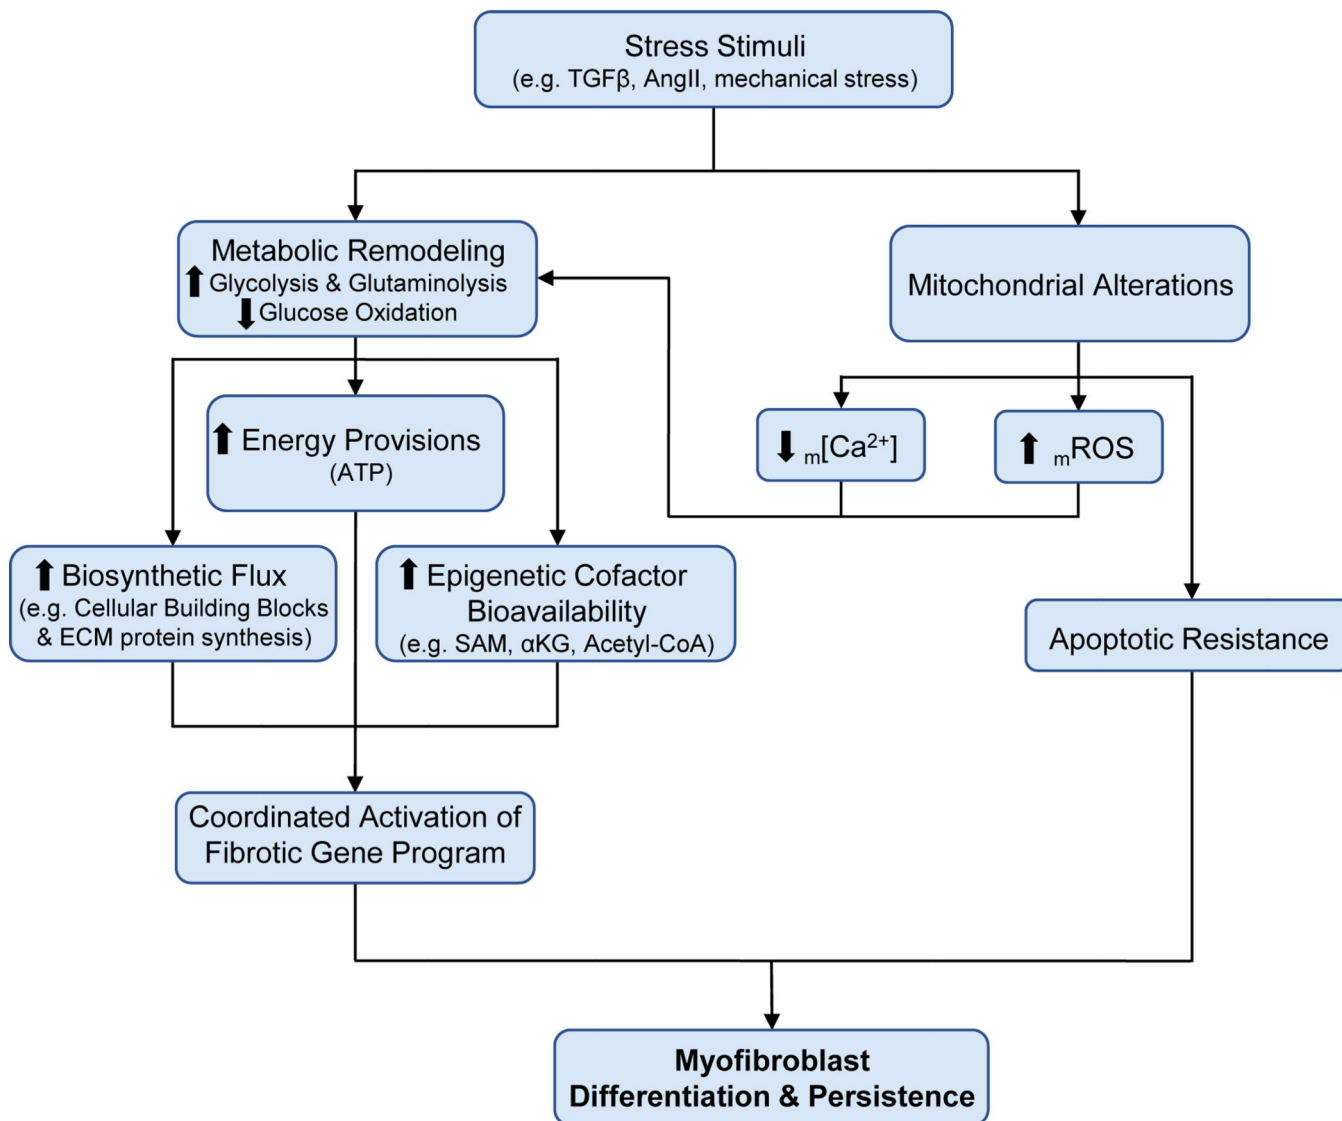 Stress Stimuli
(e.g. TGFβ, AngII, mechanical stress)
Metabolic Remodeling
Glycolysis & Glutaminolysis
Glucose Oxidation
Mitochondrial Alterations
Energy Provisions
(ATP)
m[Ca²⁺]
mROS
Biosynthetic Flux
(e.g. Cellular Building Blocks
& ECM protein synthesis)
Epigenetic Cofactor
Bioavailability
(e.g. SAM, αKG, Acetyl-CoA)
Apoptotic Resistance
Coordinated Activation of
Fibrotic Gene Program
Myofibroblast
Differentiation & Persistence